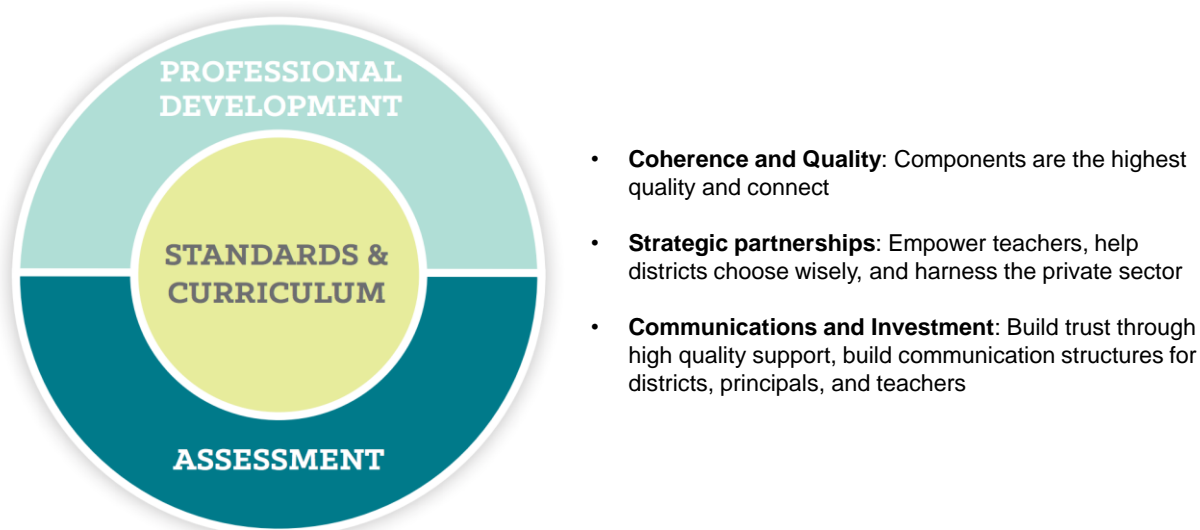 PROFESSIONAL
DEVELOPMENT
STANDARDS &
CURRICULUM
ASSESSMENT
• Coherence and Quality: Components are the highest
quality and connect
• Strategic partnerships: Empower teachers, help
districts choose wisely, and harness the private sector
• Communications and Investment: Build trust through
high quality support, build communication structures for
districts, principals, and teachers